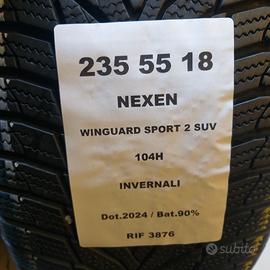 235 55 18
NEXEN
WINGUARD SPORT 2 SUV
104H
INVERNALI
Dot.2024 / Bat.90%
RIF 3876
subito